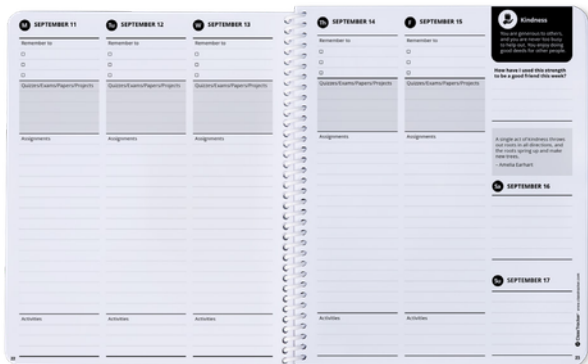 M SEPTEMBER 11
Remember to
Quizzes/Exams/Papers/Projects
Assignments
Activities
Tu SEPTEMBER 12
Remember to
Quizzes/Exams/Papers/Projects
Assignments
Activities
W SEPTEMBER 13
Remember to
Quizzes/Exams/Papers/Projects
Assignments
Activities
Th SEPTEMBER 14
Remember to
Quizzes/Exams/Papers/Projects
Assignments
Activities
F SEPTEMBER 15
Remember to
Quizzes/Exams/Papers/Projects
Assignments
Activities
Kindness
You are generous to others,
and you are never too busy
to help out. You enjoy doing
good deeds for other people.
How have I used this strength
to be a good friend this week?
A single act of kindness throws
out roots in all directions, and
the roots spring up and make
new trees.
- Amelia Earhart
Sa SEPTEMBER 16
Su SEPTEMBER 17